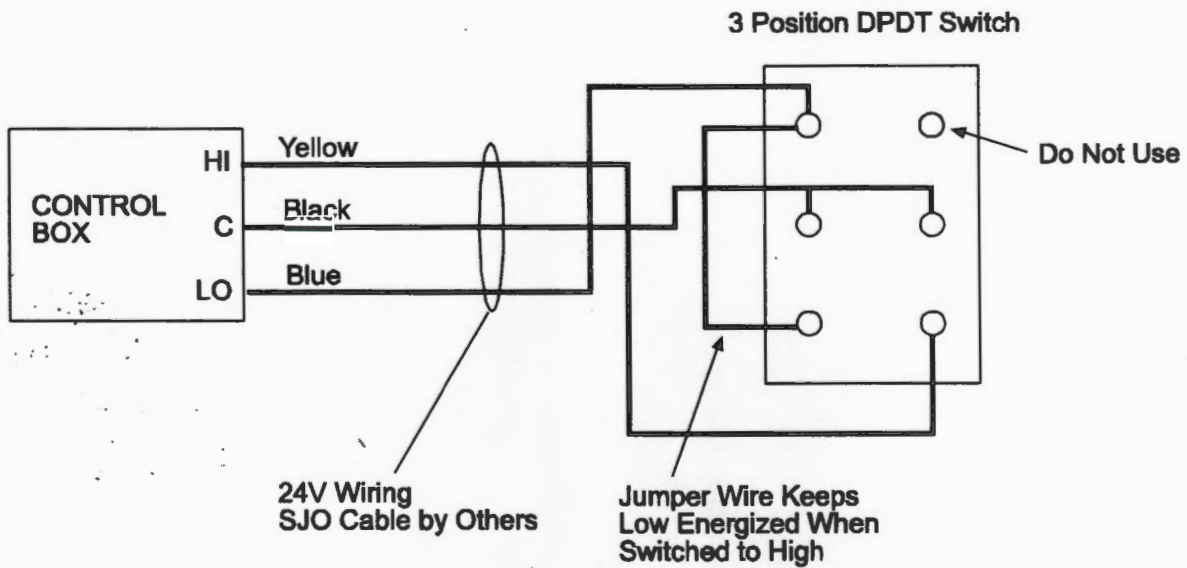 3 Position DPDT Switch
HI
Yellow
Do Not Use
CONTROL
BOX
C
Black
LO
Blue
24V Wiring
SJO Cable by Others
Jumper Wire Keeps
Low Energized When
Switched to High